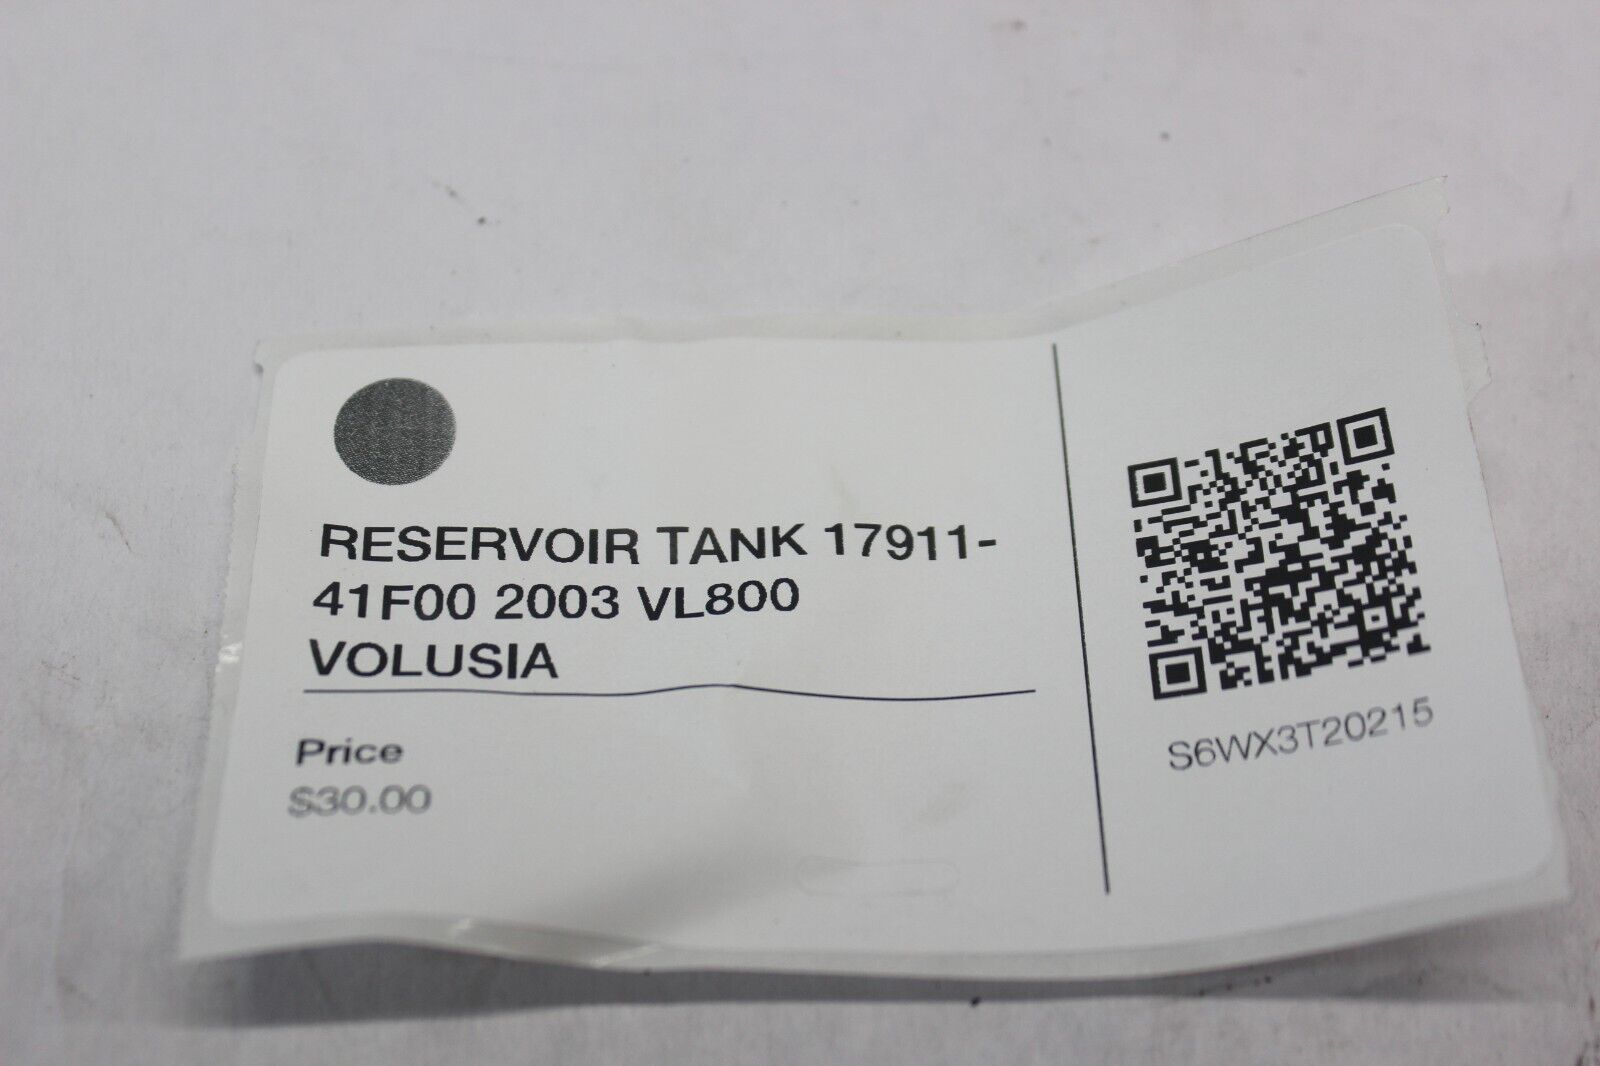 RESERVOIR TANK 17911-
41F00 2003 VL800
VOLUSIA
Price
$30.00
S6WX3T20215